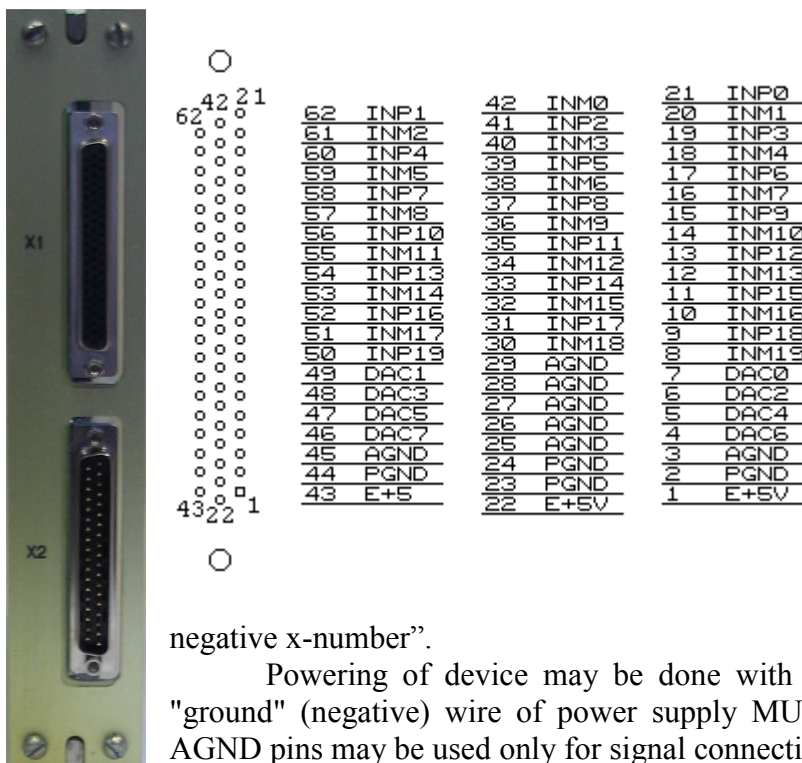 X1
X2
62 42 21
43 22 1
62 INP1
61 INM2
60 INP4
59 INM5
58 INP7
57 INM8
56 INP10
55 INM11
54 INP13
53 INM14
52 INP16
51 INM17
50 INP19
49 DAC1
48 DAC3
47 DAC5
46 DAC7
45 AGND
44 PGND
43 E+5
42 INM0
41 INP2
40 INM3
39 INP5
38 INM6
37 INP8
36 INM9
35 INP11
34 INM12
33 INP14
32 INM15
31 INP17
30 INM18
29 AGND
28 AGND
27 AGND
26 AGND
25 AGND
24 PGND
23 PGND
22 E+5V
21 INP0
20 INM1
19 INP3
18 INM4
17 INP6
16 INM7
15 INP9
14 INM10
13 INP12
12 INM13
11 INP15
10 INM16
9 INP18
8 INM19
7 DAC0
6 DAC2
5 DAC4
4 DAC6
3 AGND
2 PGND
1 E+5V
negative x-number”.
Powering of device may be done with
"ground" (negative) wire of power supply MU
AGND pins may be used only for signal connecti